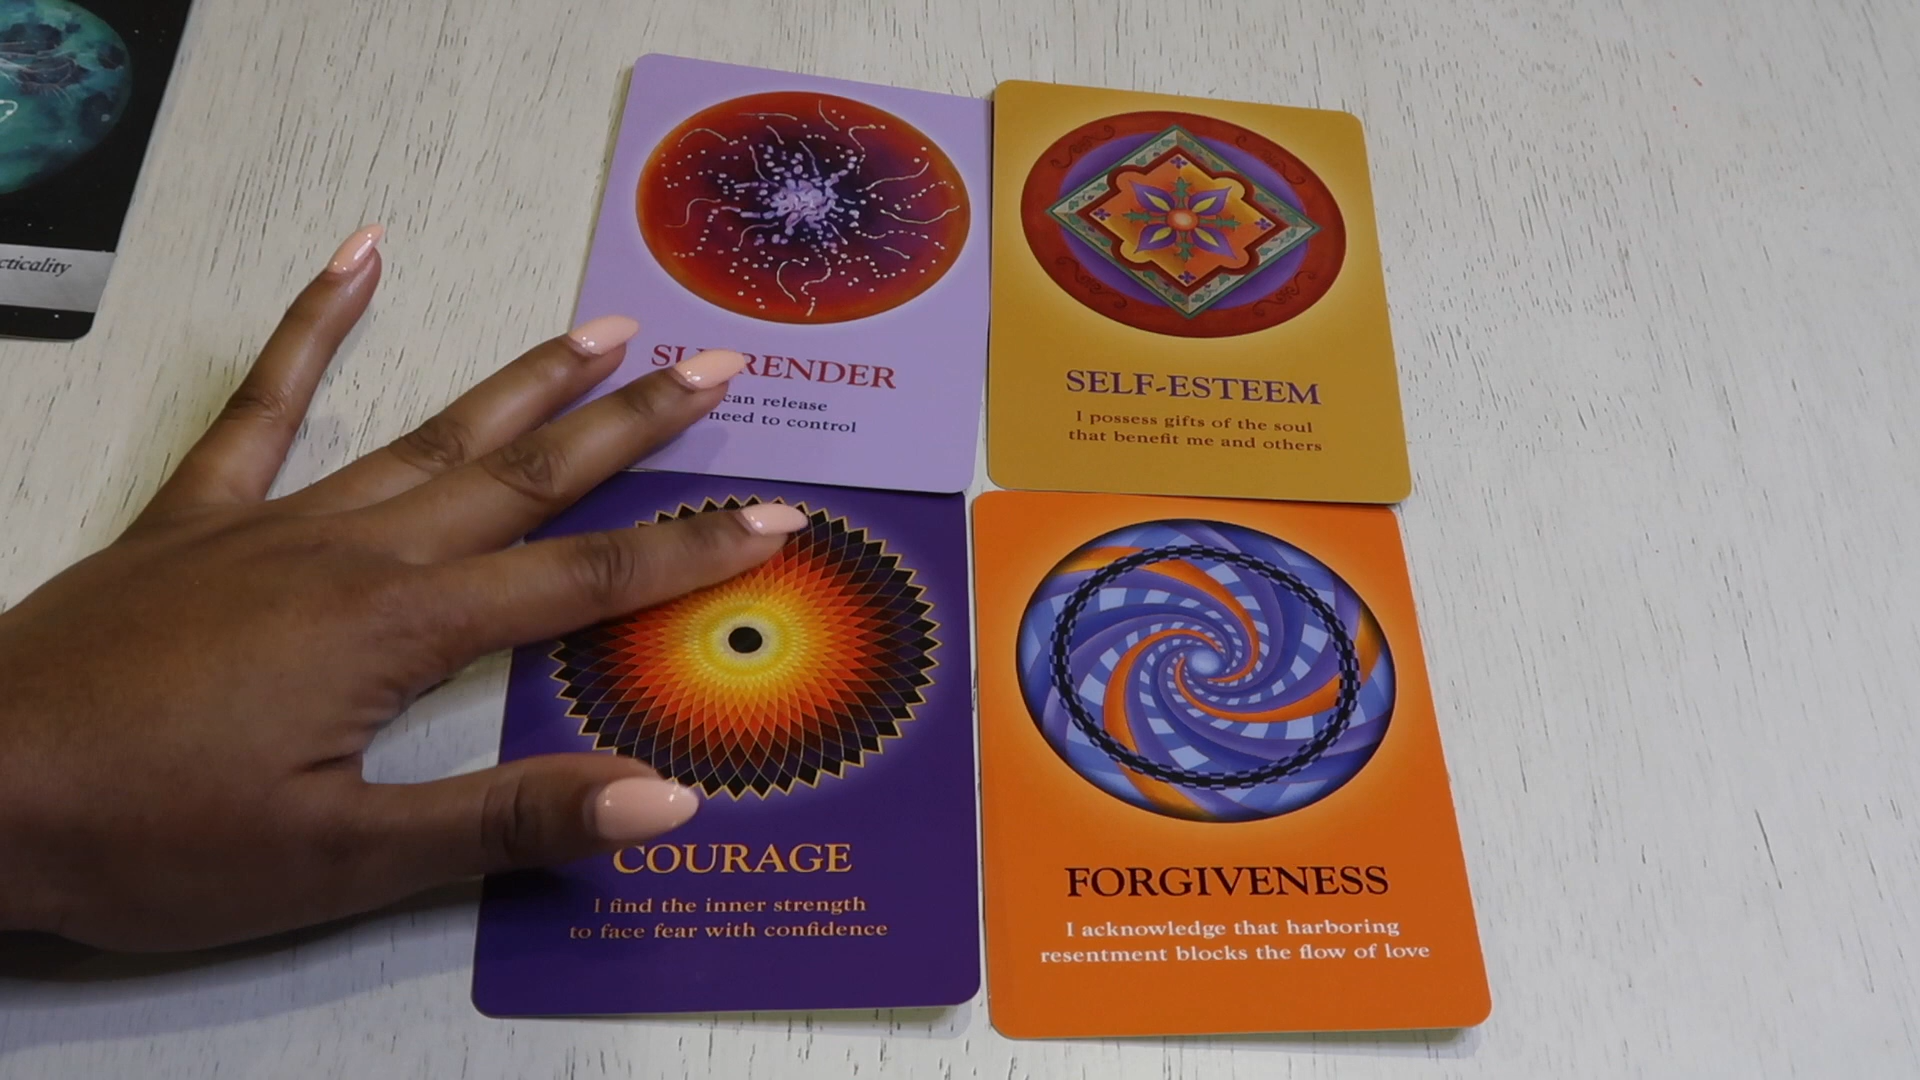 cticality
SURRENDER
can release
need to control
SELF-ESTEEM
I possess gifts of the soul
that benefit me and others
COURAGE
I find the inner strength
to face fear with confidence
FORGIVENESS
I acknowledge that harboring
resentment blocks the flow of love